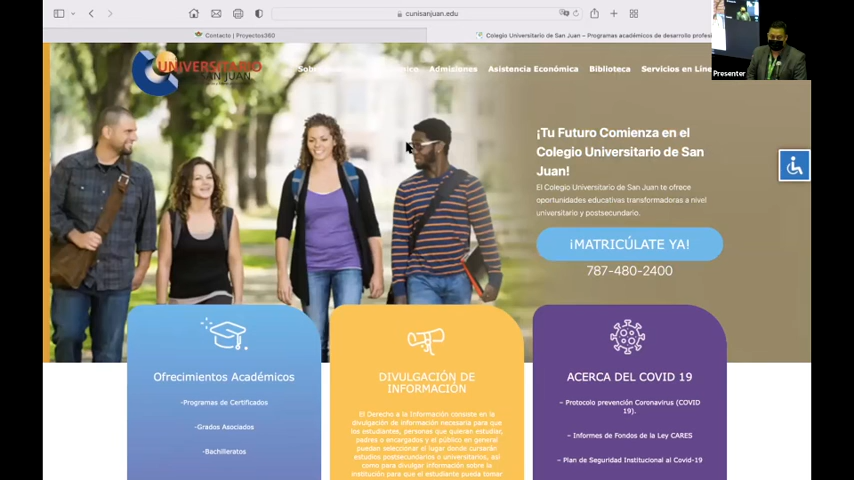 cunisanjuan.edu
Contacto | Proyectos360
Colegio Universitario de San Juan – Programas académicos de desarrollo profesi
Presenter
UNIVERSITARIO
SAN JUAN
Admisiones
Asistencia Económica
Biblioteca
Servicios en Líne
¡Tu Futuro Comienza en el
Colegio Universitario de San
Juan!
El Colegio Universitario de San Juan te ofrece
oportunidades educativas transformadoras a nivel
universitario y postsecundario.
¡MATRICÚLATE YA!
787-480-2400
Ofrecimientos Académicos
-Programas de Certificados
-Grados Asociados
-Bachilleratos
DIVULGACIÓN DE
INFORMACIÓN
El Derecho a la Información consiste en la
divulgación de información necesaria para que
los estudiantes, personas que quieran estudiar,
padres o encargados y el público en general
puedan seleccionar el lugar donde cursarán
estudios postsecundarios o universitarios, así
como para divulgar información sobre la
institución para que el estudiante pueda tomar
ACERCA DEL COVID 19
– Protocolo prevención Coronavirus (COVID
19).
– Informes de Fondos de la Ley CARES
– Plan de Seguridad Institucional al Covid-19